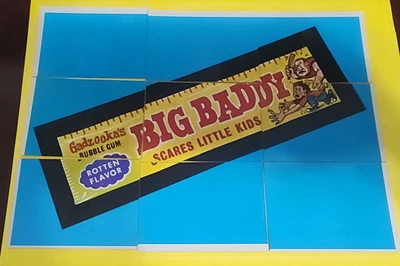 Gadzooka's
BUBBLE GUM
BIG BADDY
SCARES LITTLE KIDS
ROTTEN
FLAVOR